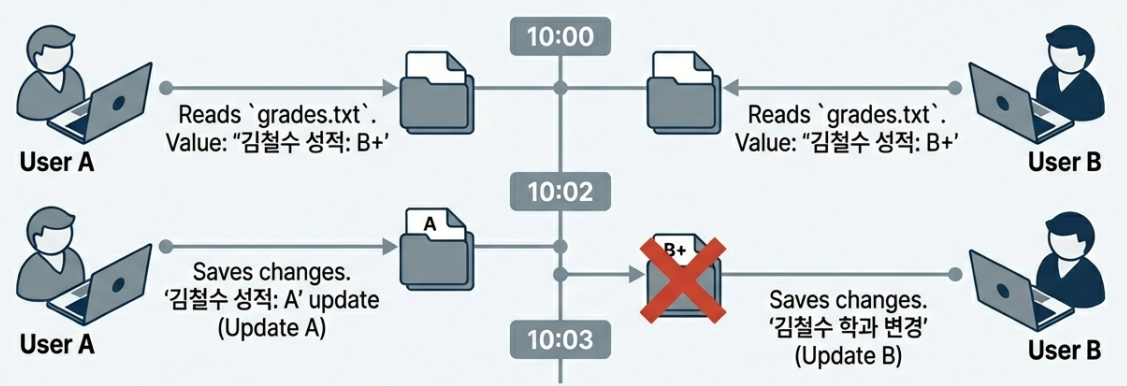 10:00
Reads `grades.txt`.
Value: “김철수 성적: B+’
User A
Reads `grades.txt`.
Value: “김철수 성적: B+’
User B
10:02
A
Saves changes.
‘김철수 성적: A’ update
(Update A)
User A
B+
Saves changes.
‘김철수 학과 변경’
(Update B)
User B
10:03